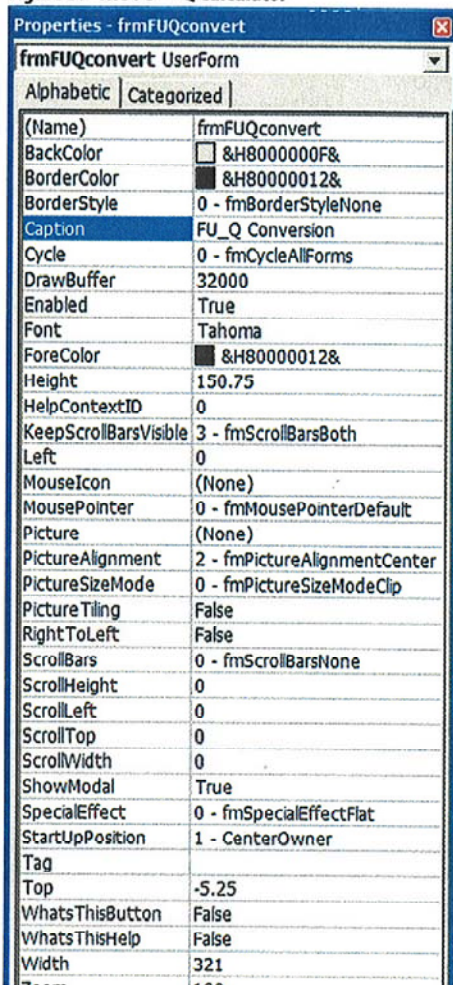 Properties - frmFUQconvert
frmFUQconvert UserForm
Alphabetic Categorized
(Name) frmFUQconvert
BackColor &H8000000F&
BorderColor &H80000012&
BorderStyle 0 - fmBorderStyleNone
Caption FU_Q Conversion
Cycle 0 - fmCycleAllForms
DrawBuffer 32000
Enabled True
Font Tahoma
ForeColor &H80000012&
Height 150.75
HelpContextID 0
KeepScrollBarsVisible 3 - fmScrollBarsBoth
Left 0
MouseIcon (None)
MousePointer 0 - fmMousePointerDefault
Picture (None)
PictureAlignment 2 - fmPictureAlignmentCenter
PictureSizeMode 0 - fmPictureSizeModeClip
PictureTiling False
RightToLeft False
ScrollBars 0 - fmScrollBarsNone
ScrollHeight 0
ScrollLeft 0
ScrollTop 0
ScrollWidth 0
ShowModal True
SpecialEffect 0 - fmSpecialEffectFlat
StartUpPosition 1 - CenterOwner
Tag
Top -5.25
WhatsThisButton False
WhatsThisHelp False
Width 321